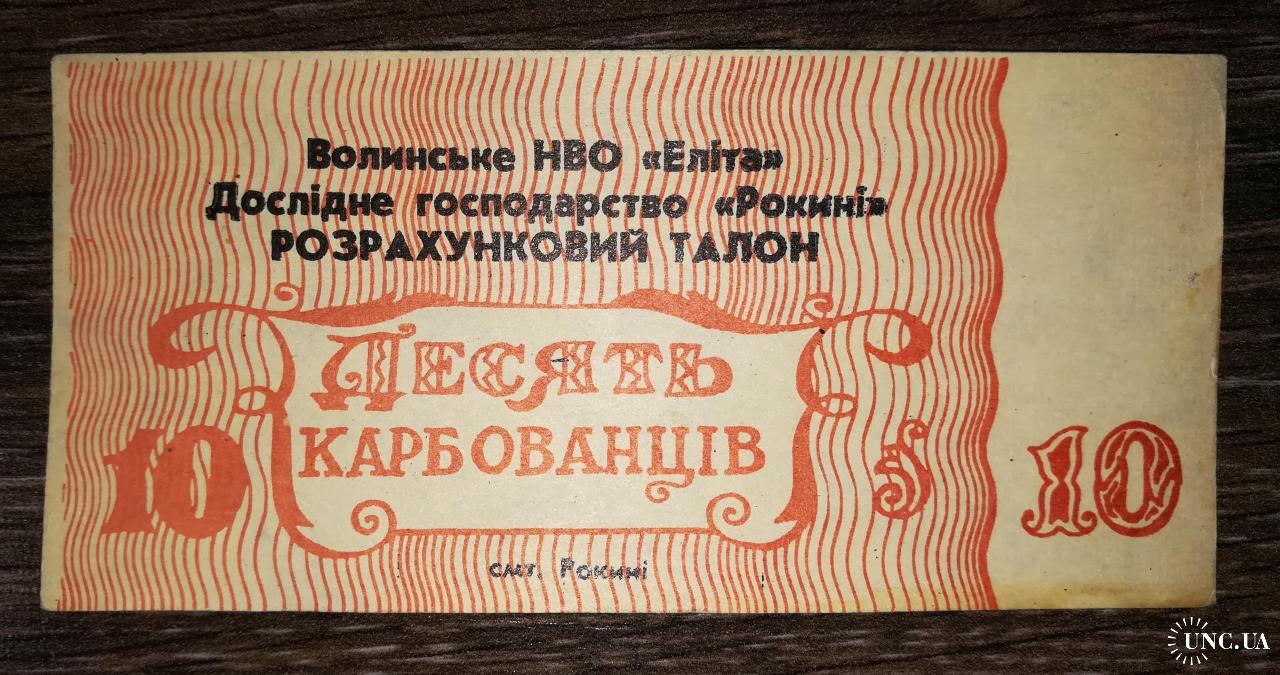 Волинське НВО «Еліта»
Дослідне господарство «Рокині»
РОЗРАХУНКОВИЙ ТАЛОН
ДЕСЯТЬ
КАРБОВАНЦІВ
10
10
смт. Рокині
UNC.UA